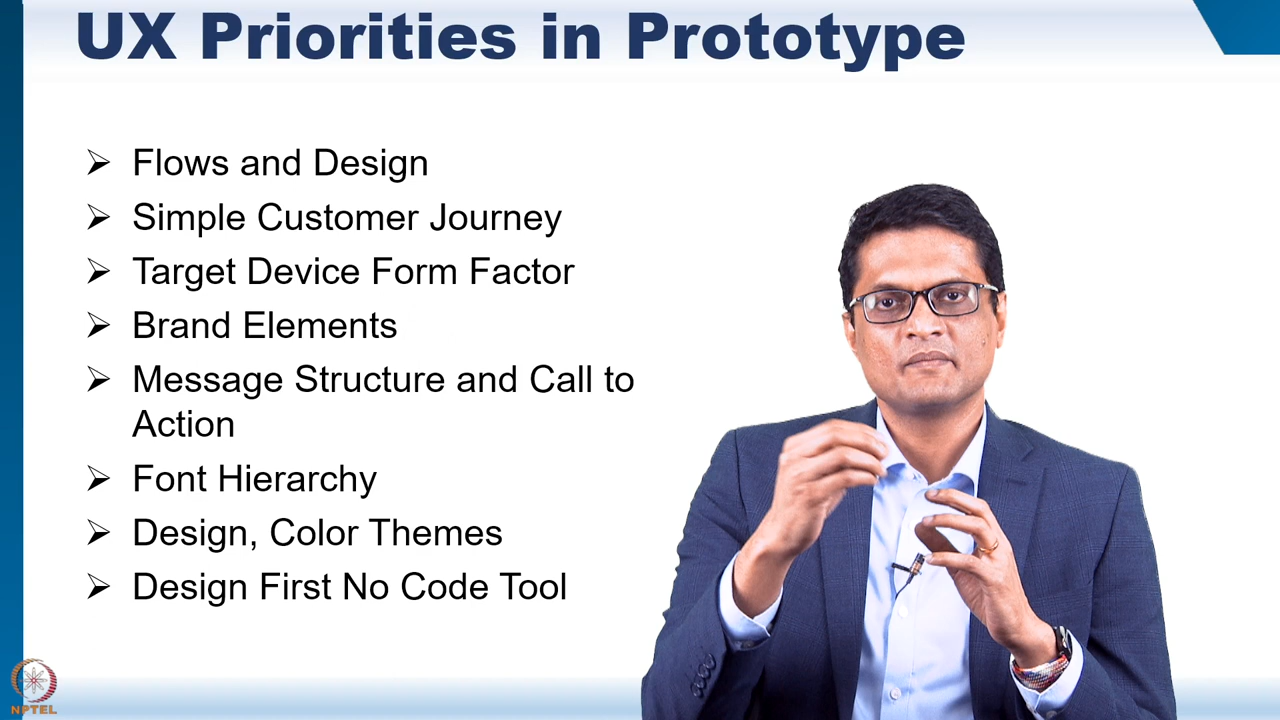 UX Priorities in Prototype
➢ Flows and Design
➢ Simple Customer Journey
➢ Target Device Form Factor
➢ Brand Elements
➢ Message Structure and Call to
Action
➢ Font Hierarchy
➢ Design, Color Themes
➢ Design First No Code Tool
NPTEL